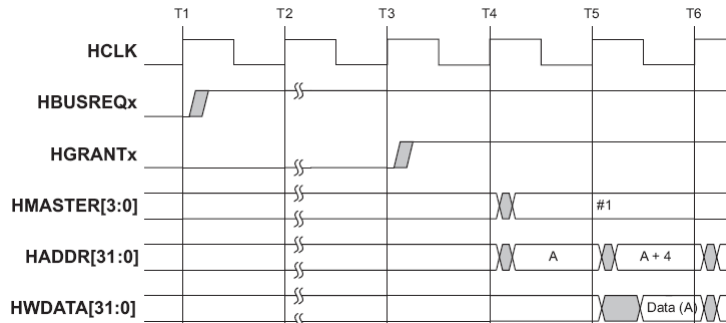 T1 T2 T3 T4 T5 T6
HCLK
HBUSREQx
HGRANTx
HMASTER[3:0] #1
HADDR[31:0] A A + 4
HWDATA[31:0] Data (A)